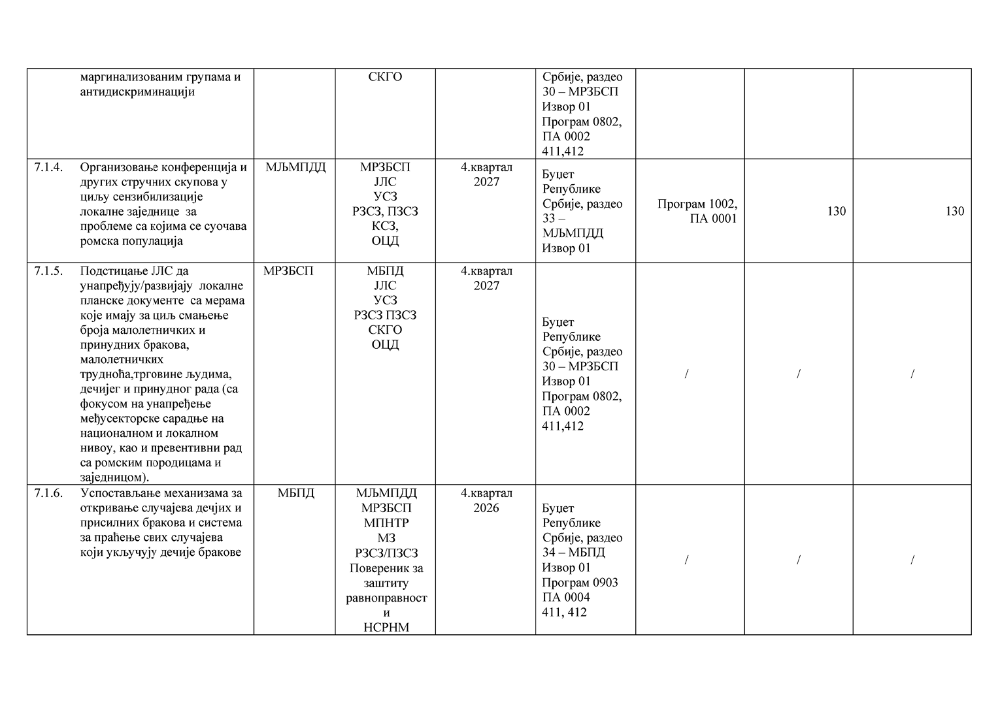 маргинализованим групама и
антидискриминацији
СКГО
Србије, раздео
30 – МРЗБСП
Извор 01
Програм 0802,
ПА 0002
411,412
7.1.4.
Организовање конференција и
других стручних скупова у
циљу сензибилизације
локалне заједнице за
проблеме са којима се суочава
ромска популација
МЉМПДД
МРЗБСП
ЈЛС
УСЗ
РЗСЗ, ПЗСЗ
КСЗ,
ОЦД
4.квартал
2027
Буџет
Републике
Србије, раздео
33 –
МЉМПДД
Извор 01
Програм 1002,
ПА 0001
130
130
7.1.5.
Подстицање ЈЛС да
унапређују/развијају локалне
планске документе са мерама
које имају за циљ смањење
броја малолетничких и
принудних бракова,
малолетничких
трудноћа,трговине људима,
дечијег и принудног рада (са
фокусом на унапређење
међусекторске сарадње на
националном и локалном
нивоу, као и превентивни рад
са ромским породицама и
заједницом).
МРЗБСП
МБПД
ЈЛС
УСЗ
РЗСЗ ПЗСЗ
СКГО
ОЦД
4.квартал
2027
Буџет
Републике
Србије, раздео
30 – МРЗБСП
Извор 01
Програм 0802,
ПА 0002
411,412
/
/
/
7.1.6.
Успостављање механизама за
откривање случајева дечјих и
присилних бракова и система
за праћење свих случајева
који укључују дечије бракове
МБПД
МЉМПДД
МРЗБСП
МПНТР
МЗ
РЗСЗ/ПЗСЗ
Повереник за
заштиту
равноправност
и
НСРНМ
4.квартал
2026
Буџет
Републике
Србије, раздео
34 – МБПД
Извор 01
Програм 0903
ПА 0004
411, 412
/
/
/